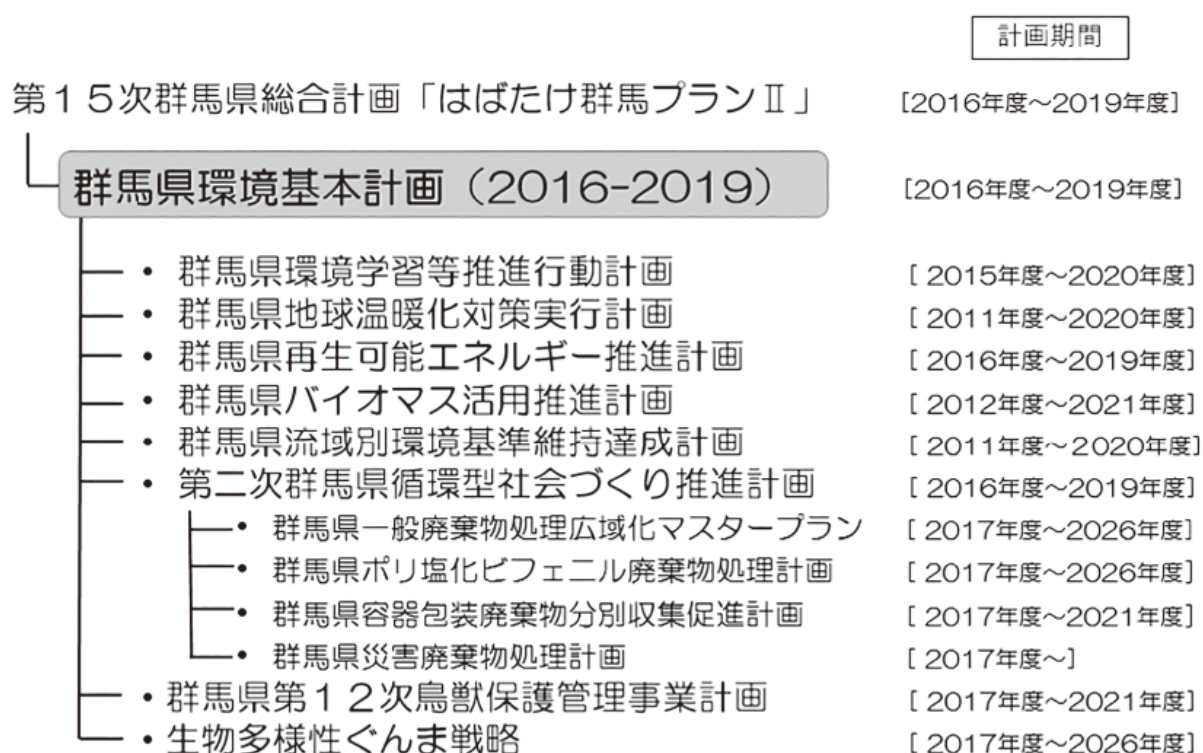 計画期間
第１５次群馬県総合計画「はばたけ群馬プランⅡ」 [2016年度～2019年度]
群馬県環境基本計画（2016-2019） [2016年度～2019年度]
・ 群馬県環境学習等推進行動計画 [ 2015年度～2020年度]
・ 群馬県地球温暖化対策実行計画 [ 2011年度～2020年度]
・ 群馬県再生可能エネルギー推進計画 [ 2016年度～2019年度]
・ 群馬県バイオマス活用推進計画 [ 2012年度～2021年度]
・ 群馬県流域別環境基準維持達成計画 [ 2011年度～２０20年度]
・ 第二次群馬県循環型社会づくり推進計画 [ 2016年度～2019年度]
・ 群馬県一般廃棄物処理広域化マスタープラン [ 2017年度～2026年度]
・ 群馬県ポリ塩化ビフェニル廃棄物処理計画 [ 2017年度～2026年度]
・ 群馬県容器包装廃棄物分別収集促進計画 [ 2017年度～2021年度]
・ 群馬県災害廃棄物処理計画 [ 2017年度～]
・群馬県第１２次鳥獣保護管理事業計画 [ 2017年度～2021年度]
・生物多様性ぐんま戦略 [ 2017年度～2026年度]